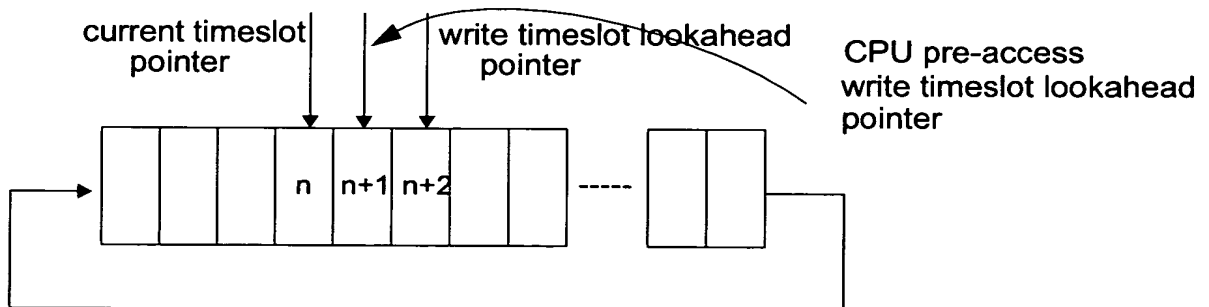 current timeslot
pointer
write timeslot lookahead
pointer
CPU pre-access
write timeslot lookahead
pointer
n
n+1
n+2